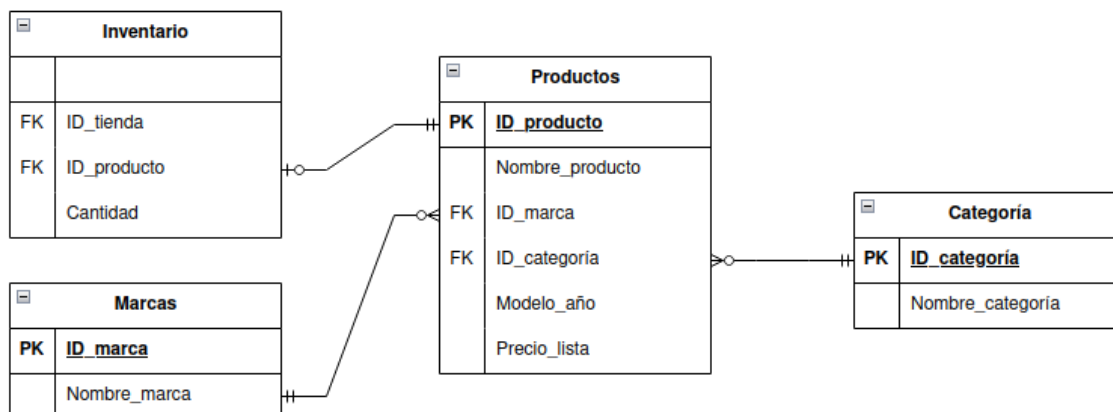 Inventario
FK ID_tienda
FK ID_producto
Cantidad
Productos
PK ID_producto
Nombre_producto
FK ID_marca
FK ID_categoría
Modelo_año
Precio_lista
Categoría
PK ID_categoría
Nombre_categoría
Marcas
PK ID_marca
Nombre_marca